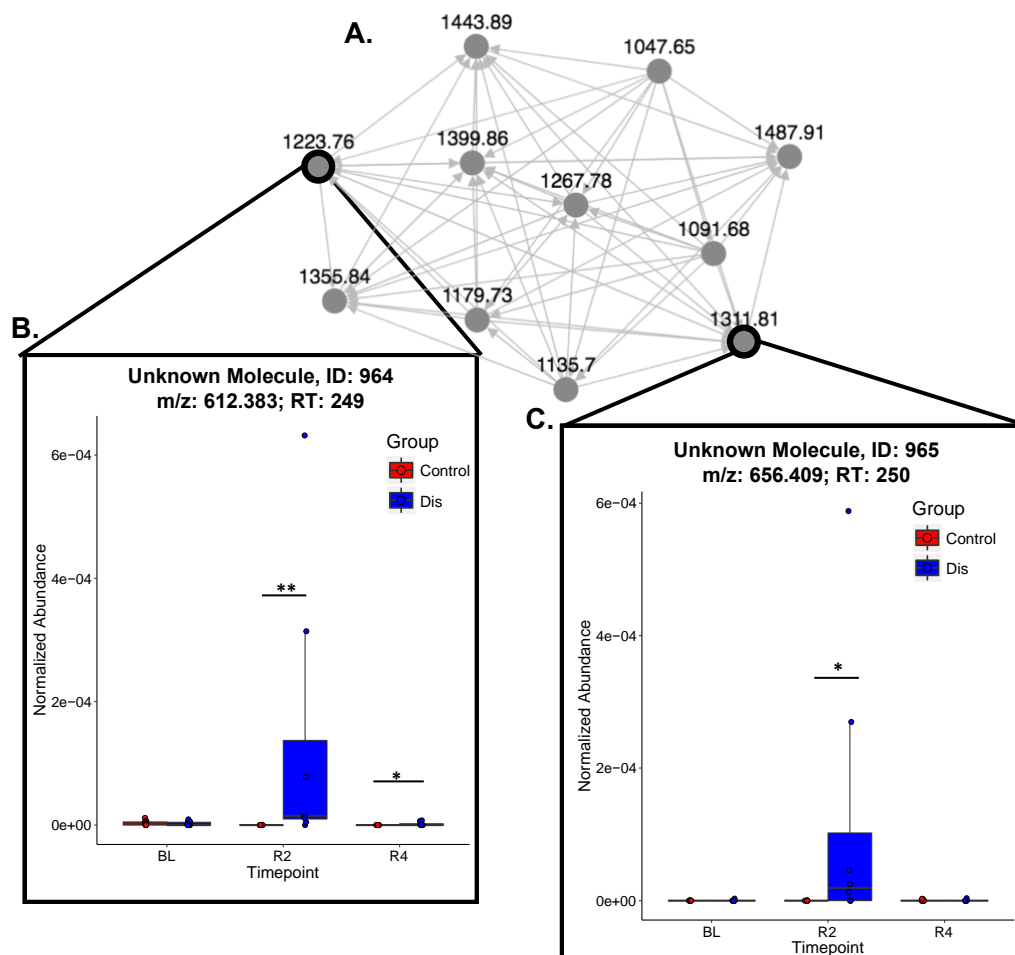 A.
1443.89
1047.65
1223.76
1399.86
1487.91
1267.78
1091.68
1355.84
1179.73
1311.81
1135.7
B.
Unknown Molecule, ID: 964
m/z: 612.383; RT: 249
Group
Control
Dis
Normalized Abundance
6e−04
4e−04
2e−04
0e+00
**
*
BL
R2
R4
Timepoint
C.
Unknown Molecule, ID: 965
m/z: 656.409; RT: 250
Group
Control
Dis
Normalized Abundance
6e−04
4e−04
2e−04
0e+00
*
BL
R2
R4
Timepoint